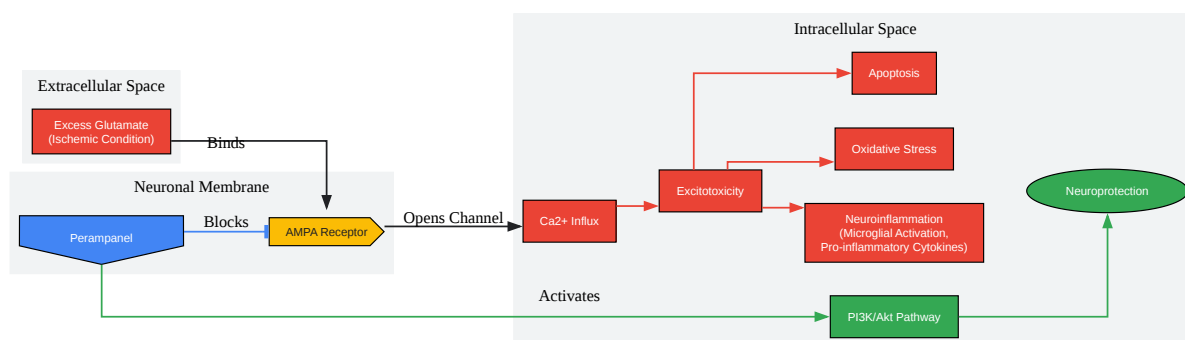 Intracellular Space
Apoptosis
Extracellular Space
Excess Glutamate
(Ischemic Condition)
Binds
Oxidative Stress
Neuronal Membrane
Excitotoxicity
Neuroprotection
Perampanel
Blocks
AMPA Receptor
Opens Channel
Ca2+ Influx
Neuroinflammation
(Microglial Activation,
Pro-inflammatory Cytokines)
Activates
PI3K/Akt Pathway